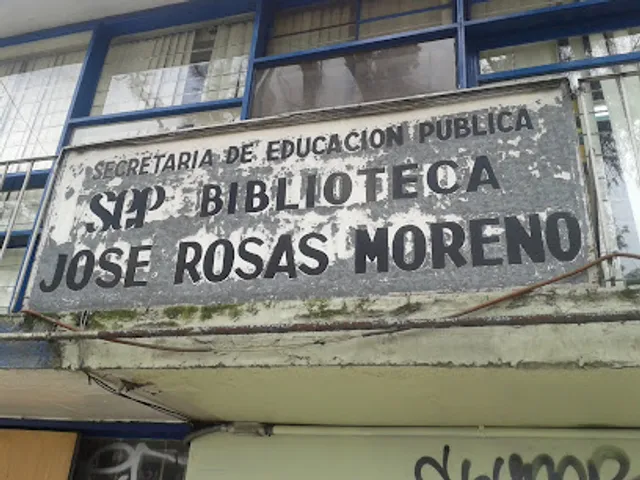 SECRETARIA DE EDUCACION PUBLICA
SEP BIBLIOTECA
JOSE ROSAS MORENO